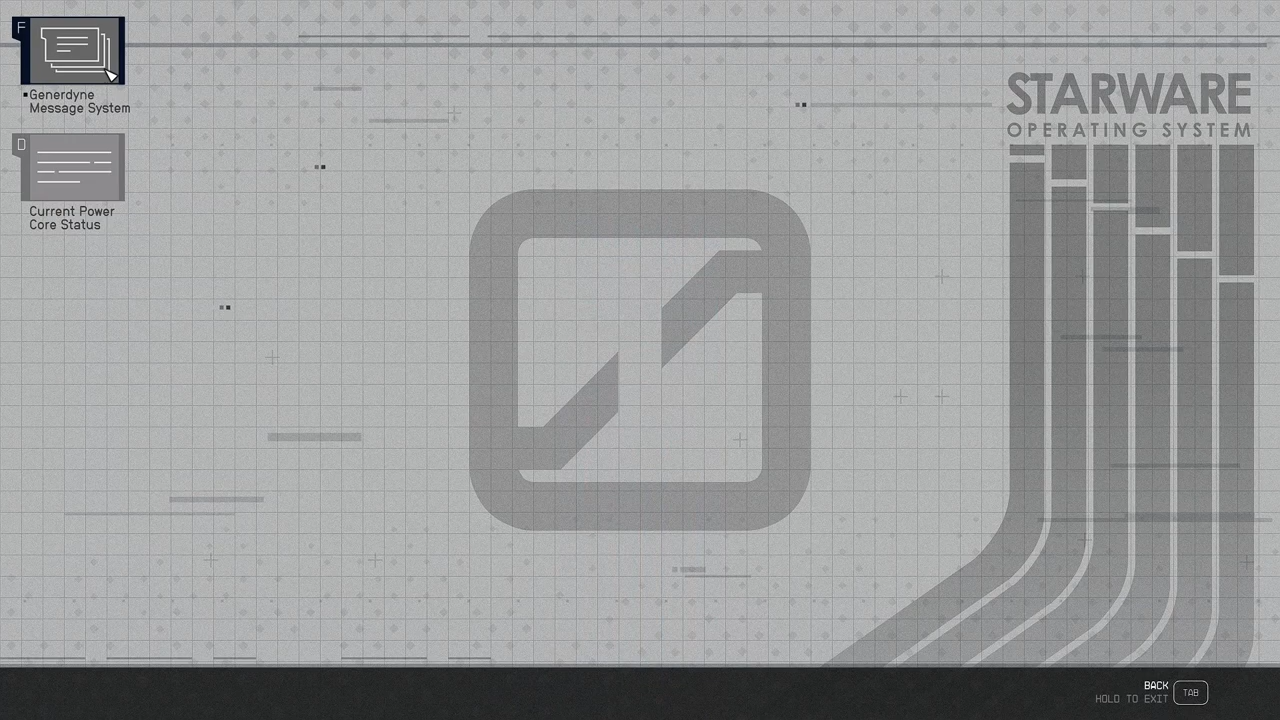 F
Generdyne
Message System
D
Current Power
Core Status
STARWARE
OPERATING SYSTEM
BACK
HOLD TO EXIT
TAB